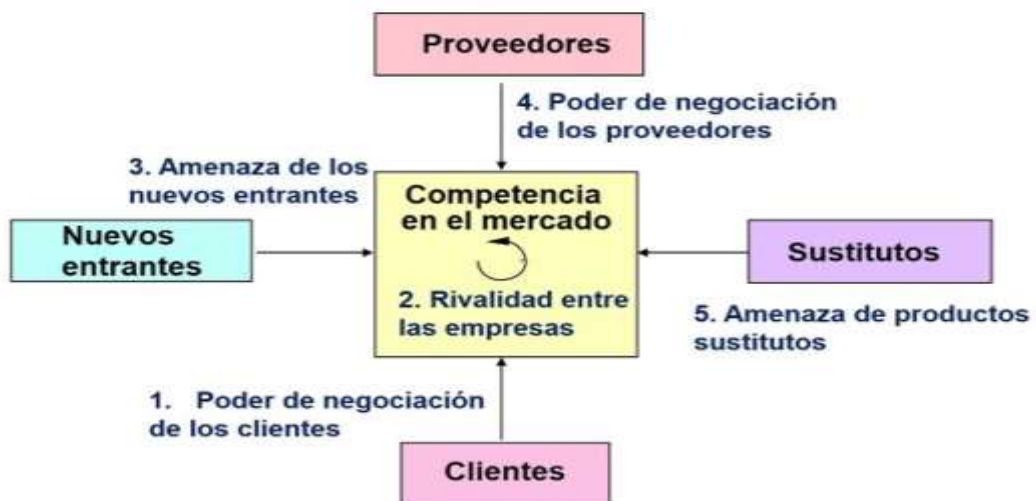 Proveedores
4. Poder de negociación
de los proveedores
3. Amenaza de los
nuevos entrantes
Competencia
en el mercado
Nuevos
entrantes
Sustitutos
2. Rivalidad entre
las empresas
5. Amenaza de productos
sustitutos
1. Poder de negociación
de los clientes
Clientes